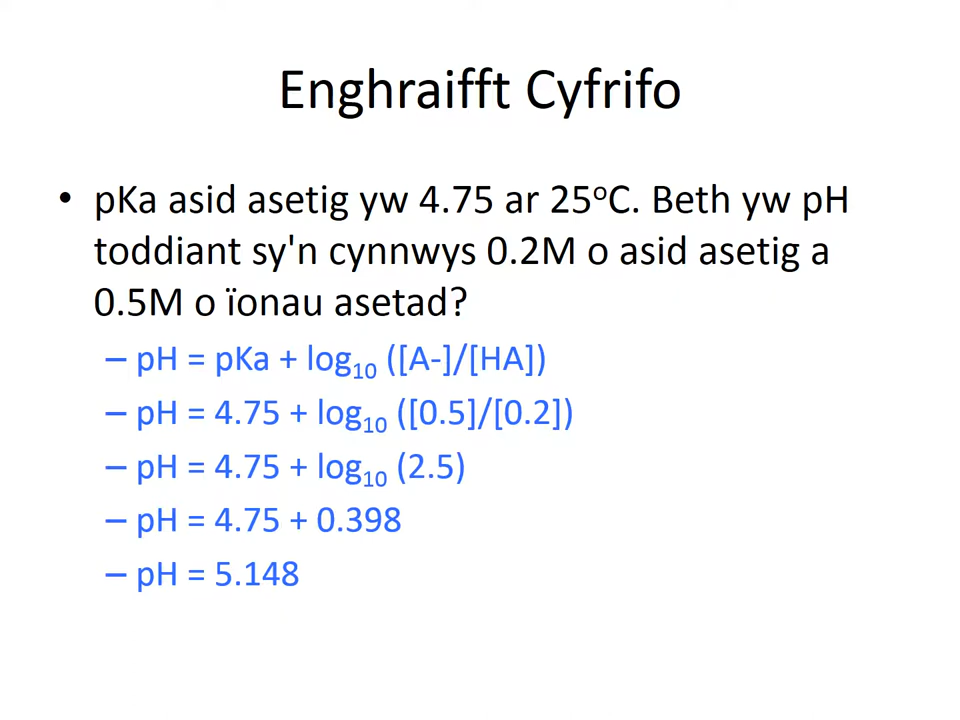 Enghraifft Cyfrifo
• pKa asid asetig yw 4.75 ar 25°C. Beth yw pH
toddiant sy'n cynnwys 0.2M o asid asetig a
0.5M o ïonau asetad?
– pH = pKa + log₁₀ ([A-]/[HA])
– pH = 4.75 + log₁₀ ([0.5]/[0.2])
– pH = 4.75 + log₁₀ (2.5)
– pH = 4.75 + 0.398
– pH = 5.148